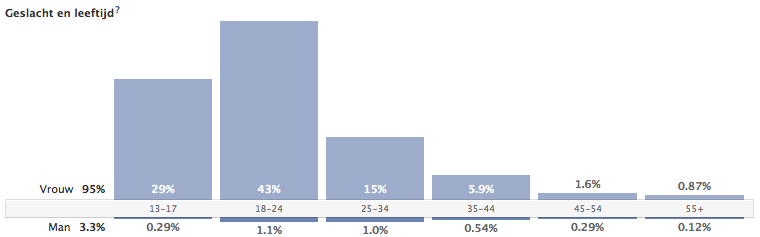 Geslacht en leeftijd?
1.6% 0.87%
Vrouw 95% 29% 43% 15% 5.9%
13-17 18-24 25-34 35-44 45-54 55+
Man 3.3% 0.29% 1.1% 1.0% 0.54% 0.29% 0.12%